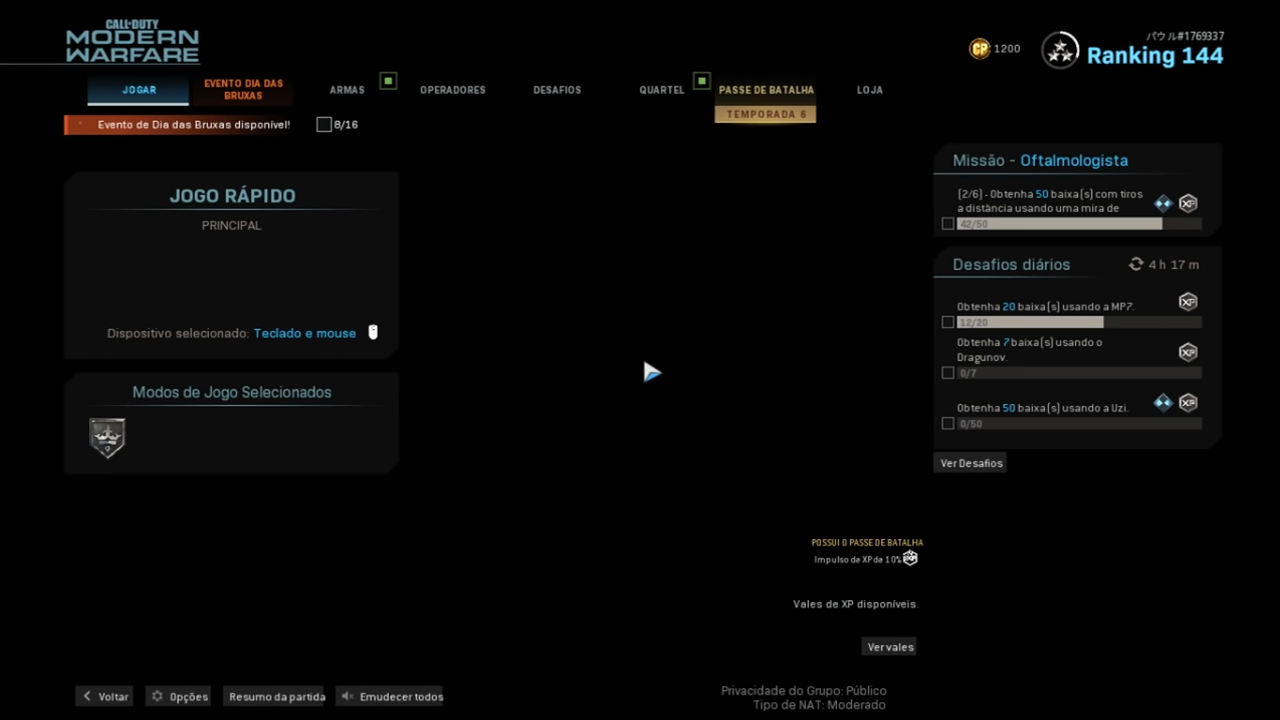 CALL OF DUTY
MODERN
WARFARE
CP 1200
パウル#1769337
Ranking 144
JOGAR
EVENTO DIA DAS
BRUXAS
ARMAS
OPERADORES
DESAFIOS
QUARTEL
PASSE DE BATALHA
LOJA
TEMPORADA 6
Evento de Dia das Bruxas disponível!
8/16
JOGO RÁPIDO
PRINCIPAL
Dispositivo selecionado: Teclado e mouse
Modos de Jogo Selecionados
Missão - Oftalmologista
(2/6) - Obtenha 50 baixa(s) com tiros
a distância usando uma mira de
XP
42/50
Desafios diários
4 h 17 m
Obtenha 20 baixa(s) usando a MP7.
XP
12/20
Obtenha 7 baixa(s) usando o
Dragunov.
XP
0/7
Obtenha 50 baixa(s) usando a Uzi.
XP
0/50
Ver Desafios
POSSUI O PASSE DE BATALHA
Impulso de XP de 10%
Vales de XP disponíveis.
Ver vales
Voltar
Opções
Resumo da partida
Emudecer todos
Privacidade do Grupo: Público
Tipo de NAT: Moderado